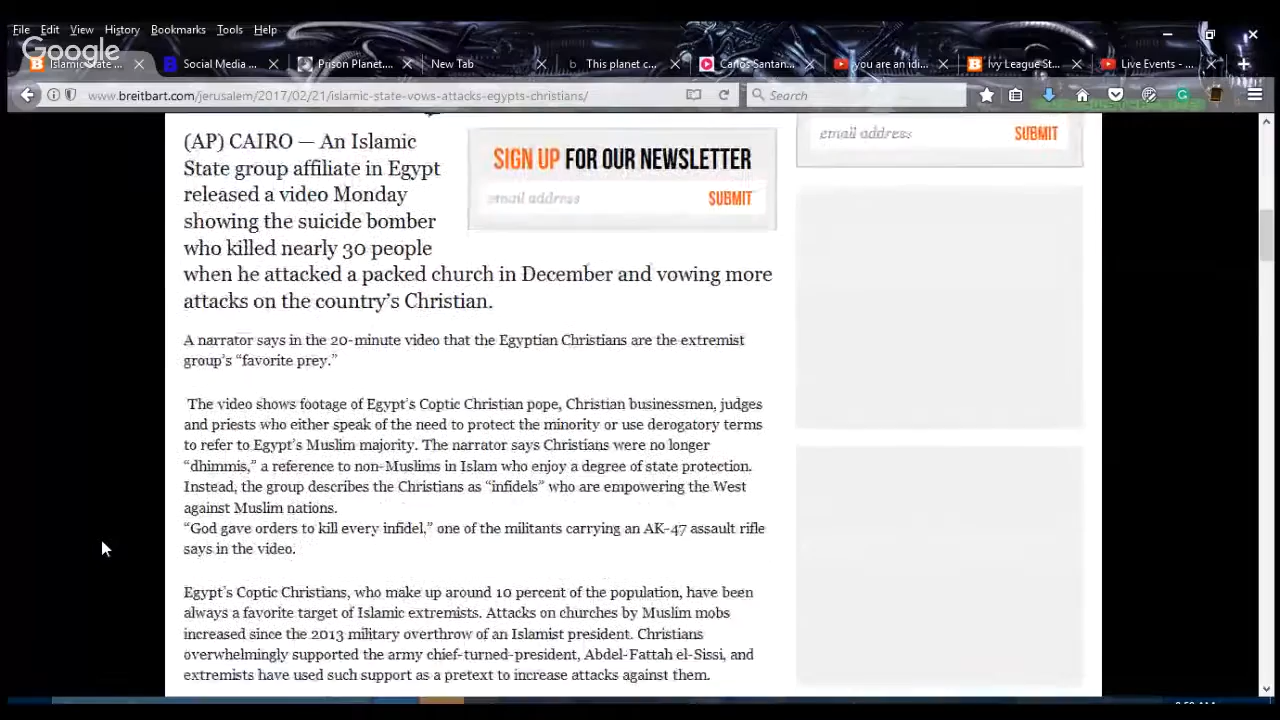 File Edit View History Bookmarks Tools Help
Google
Islamic State ... Social Media ... Prison Planet.... New Tab This planet c... Carlos Santan... you are an idi... Ivy League St... Live Events - ...
www.breitbart.com/jerusalem/2017/02/21/islamic-state-vows-attacks-egypts-christians/ Search
(AP) CAIRO — An Islamic
State group affiliate in Egypt
released a video Monday
showing the suicide bomber
who killed nearly 30 people
when he attacked a packed church in December and vowing more
attacks on the country’s Christian.
SIGN UP FOR OUR NEWSLETTER
email address SUBMIT
email address SUBMIT
A narrator says in the 20-minute video that the Egyptian Christians are the extremist
group’s “favorite prey.”
The video shows footage of Egypt’s Coptic Christian pope, Christian businessmen, judges
and priests who either speak of the need to protect the minority or use derogatory terms
to refer to Egypt’s Muslim majority. The narrator says Christians were no longer
“dhimmis,” a reference to non-Muslims in Islam who enjoy a degree of state protection.
Instead, the group describes the Christians as “infidels” who are empowering the West
against Muslim nations.
“God gave orders to kill every infidel,” one of the militants carrying an AK-47 assault rifle
says in the video.
Egypt’s Coptic Christians, who make up around 10 percent of the population, have been
always a favorite target of Islamic extremists. Attacks on churches by Muslim mobs
increased since the 2013 military overthrow of an Islamist president. Christians
overwhelmingly supported the army chief-turned-president, Abdel-Fattah el-Sissi, and
extremists have used such support as a pretext to increase attacks against them.